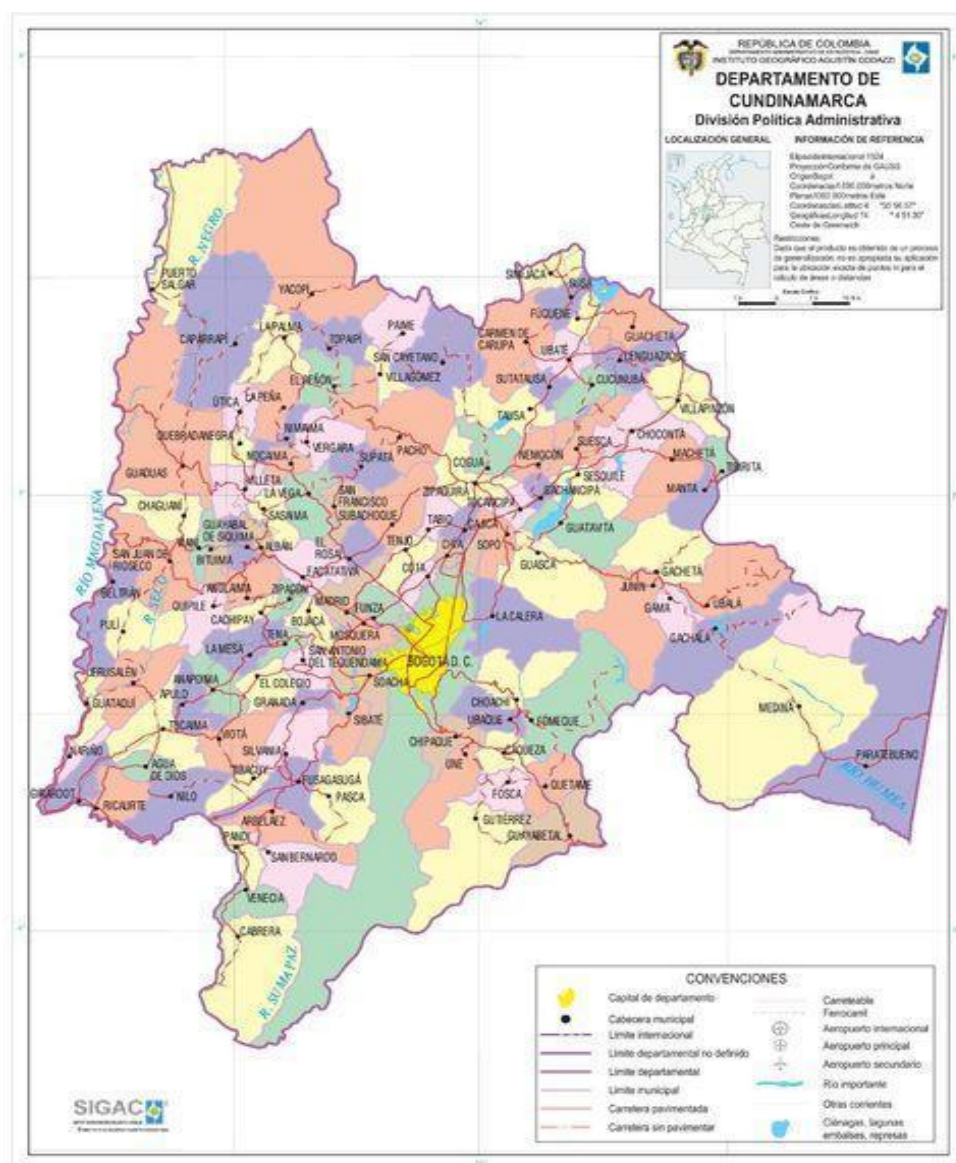 REPÚBLICA DE COLOMBIA
INSTITUTO GEOGRÁFICO AGUSTÍN CODAZZI
DEPARTAMENTO DE
CUNDINAMARCA
División Política Administrativa
LOCALIZACIÓN GENERAL
INFORMACIÓN DE REFERENCIA
Restricciones:
R. NEGRO
PUERTO
SALGAR
YACOPÍ
SIMIJACA
SUSA
FÚQUENE
CAPARRAPÍ
LA PALMA
TOPAIPÍ
PAIME
CARMEN DE
CARUPA
UBATÉ
GUACHETA
LENGUAZAQUE
SAN CAYETANO
VILLAGOMEZ
EL PEÑÓN
SUTATAUSA
CUCUNUBÁ
ÚTICA
LA PEÑA
TAUSA
VILLAPINZÓN
QUEBRADANEGRA
NIMAIMA
VERGARA
PACHO
SUESCA
CHOCONTÁ
NOCAIMA
SUPATÁ
COGUA
NEMOCÓN
MACHETÁ
TIBIRITA
GUADUAS
VILLETA
LA VEGA
SAN
FRANCISCO
ZIPAQUIRÁ
SESQUILÉ
MANTA
CHAGUANÍ
SASAIMA
SUBACHOQUE
TOCANCIPÁ
GACHANCIPÁ
GUAYABAL
DE SIQUIMA
TABIO
CAJICÁ
GUATAVITA
SAN JUAN DE
RIOSECO
VIANÍ
BITUIMA
ALBÁN
EL
ROSAL
TENJO
CHÍA
SOPÓ
RÍO MAGDALENA
FACATATIVÁ
COTA
GUASCA
GACHETÁ
BELTRÁN
R. SECO
ANOLAIMA
ZIPACÓN
MADRID
FUNZA
JUNÍN
GAMA
UBALÁ
QUIPILE
CACHIPAY
BOJACÁ
MOSQUERA
LA CALERA
GACHALÁ
PULÍ
LA MESA
TENA
SAN ANTONIO
DEL TEQUENDAMA
BOGOTÁ D. C.
JERUSALÉN
ANAPOIMA
EL COLEGIO
SOACHA
GUATAQUÍ
APULO
GRANADA
SIBATÉ
CHOACHÍ
UBAQUE
FÓMEQUE
MEDINA
TOCAIMA
VIOTÁ
SILVANIA
CHIPAQUE
UNE
CÁQUEZA
PARATEBUENO
NARIÑO
AGUA
DE DIOS
TIBACUY
FUSAGASUGÁ
FOSCA
QUETAME
RÍO HUMEA
GIRARDOT
RICAURTE
NILO
PASCA
ARBELÁEZ
GUTIÉRREZ
GUAYABETAL
PANDI
SAN BERNARDO
VENECIA
CABRERA
R. SUMAPAZ
CONVENCIONES
Capital de departamento
Cabecera municipal
Límite internacional
Límite departamental no definido
Límite departamental
Límite municipal
Carretera pavimentada
Carretera sin pavimentar
Carreteable
Ferrocarril
Aeropuerto internacional
Aeropuerto principal
Aeropuerto secundario
Río importante
Otras corrientes
Ciénagas, lagunas
embalses, represas
SIGAC